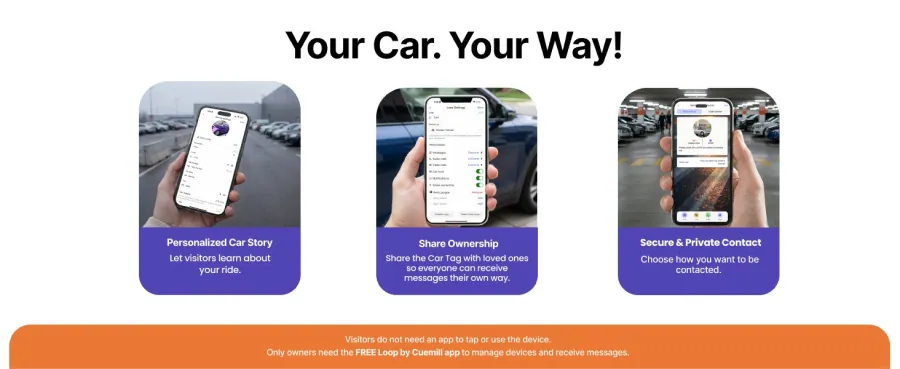 Your Car. Your Way!
Personalized Car Story
Let visitors learn about
your ride.
Share Ownership
Share the Car Tag with loved ones
so everyone can receive
messages their own way.
Secure & Private Contact
Choose how you want to be
contacted.
Visitors do not need an app to tap or use the device.
Only owners need the FREE Loop by Cuemill app to manage devices and receive messages.